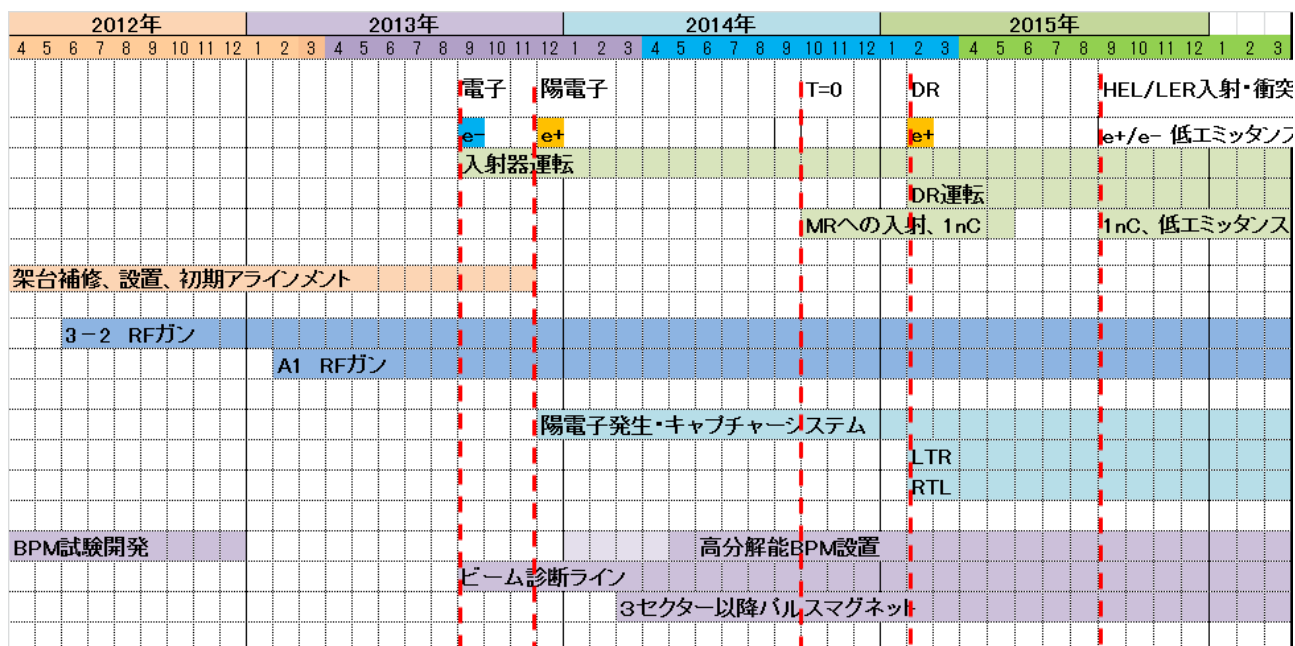 2012年 2013年 2014年 2015年
4 5 6 7 8 9 10 11 12 1 2 3 4 5 6 7 8 9 10 11 12 1 2 3 4 5 6 7 8 9 10 11 12 1 2 3 4 5 6 7 8 9 10 11 12 1 2 3
電子 陽電子 T=0 DR HEL/LER入射・衝突
e- e+ e+ e+/e- 低エミッタンス
入射器運転
DR運転
MRへの入射、1nC 1nC、低エミッタンス
架台補修、設置、初期アラインメント
3－2 RFガン
A1 RFガン
陽電子発生・キャプチャーシステム
LTR
RTL
BPM試験開発 高分解能BPM設置
ビーム診断ライン
3セクター以降パルスマグネット